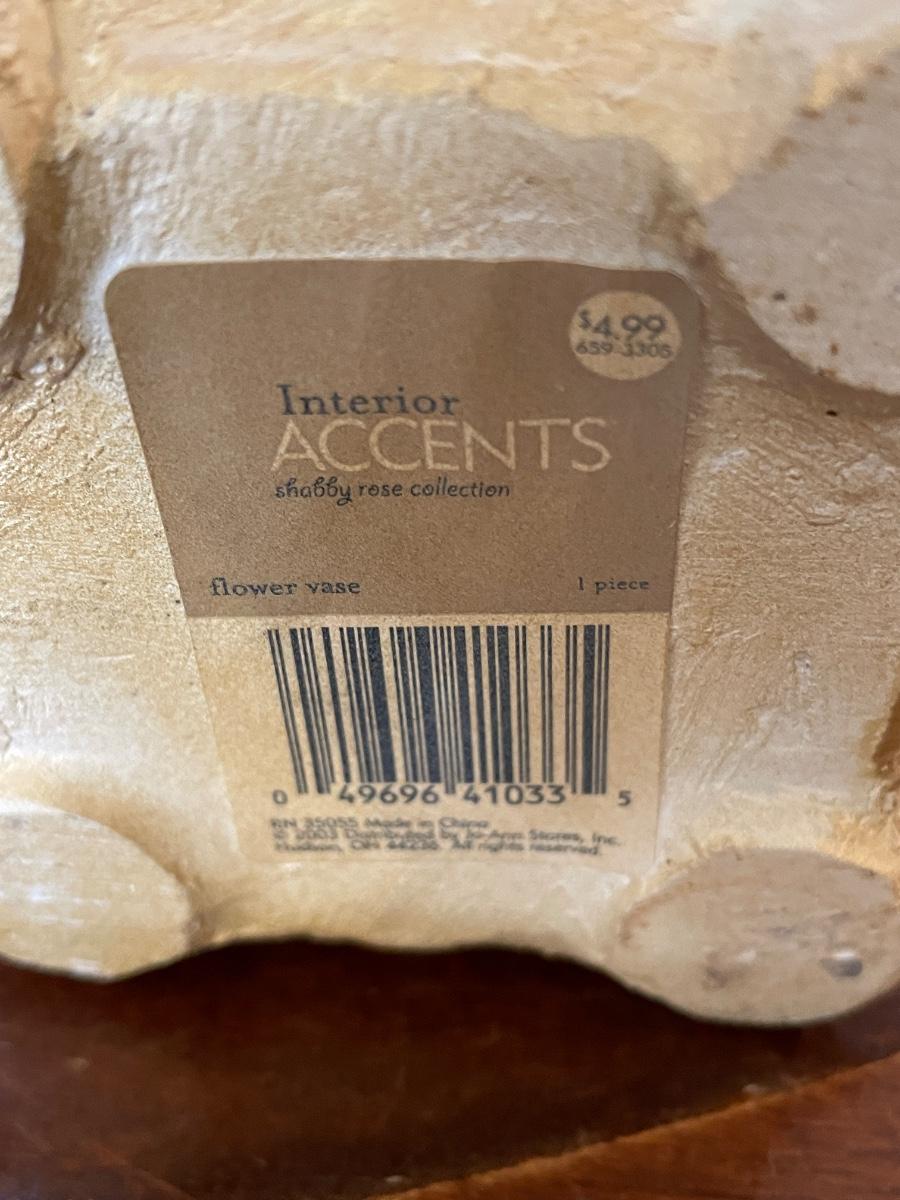 $4.99
659-3305
Interior
ACCENTS
shabby rose collection
flower vase 1 piece
0 49696 41033 5
RN 35055 Made in China
© 2003 Distributed by Jo-Ann Stores, Inc.
Hudson, OH 44236 All rights reserved.